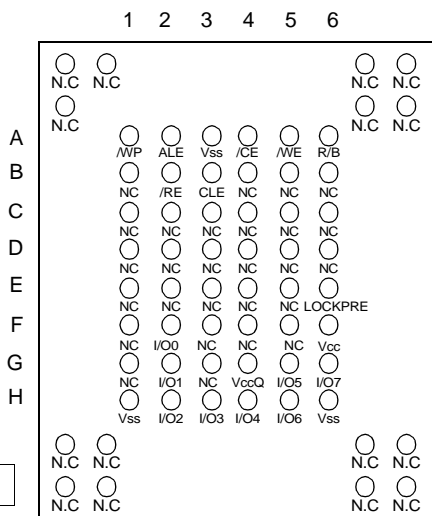 1 2 3 4 5 6
N.C N.C N.C N.C
N.C N.C N.C
A
/WP ALE Vss /CE /WE R/B
B
NC /RE CLE NC NC NC
C
NC NC NC NC NC NC
D
NC NC NC NC NC NC
E
NC NC NC NC NC LOCKPRE
F
NC I/O0 NC NC NC Vcc
G
NC I/O1 NC VccQ I/O5 I/O7
H
Vss I/O2 I/O3 I/O4 I/O6 Vss
N.C N.C N.C N.C
N.C N.C N.C N.C